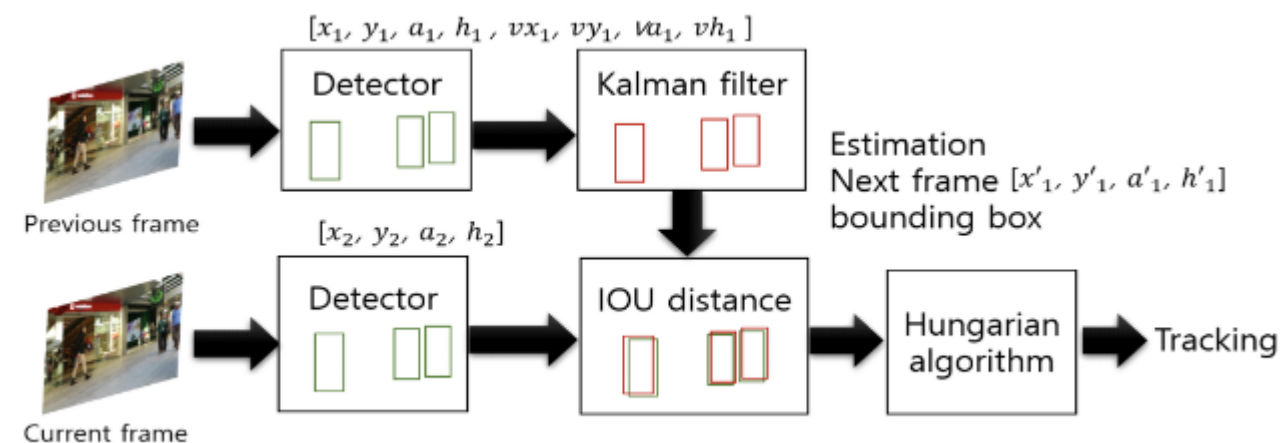 [x₁, y₁, a₁, h₁ , vx₁, vy₁, va₁, vh₁ ]
Detector
Kalman filter
Previous frame
Estimation
Next frame [x'₁, y'₁, a'₁, h'₁]
bounding box
[x₂, y₂, a₂, h₂]
Detector
IOU distance
Hungarian
algorithm
Tracking
Current frame